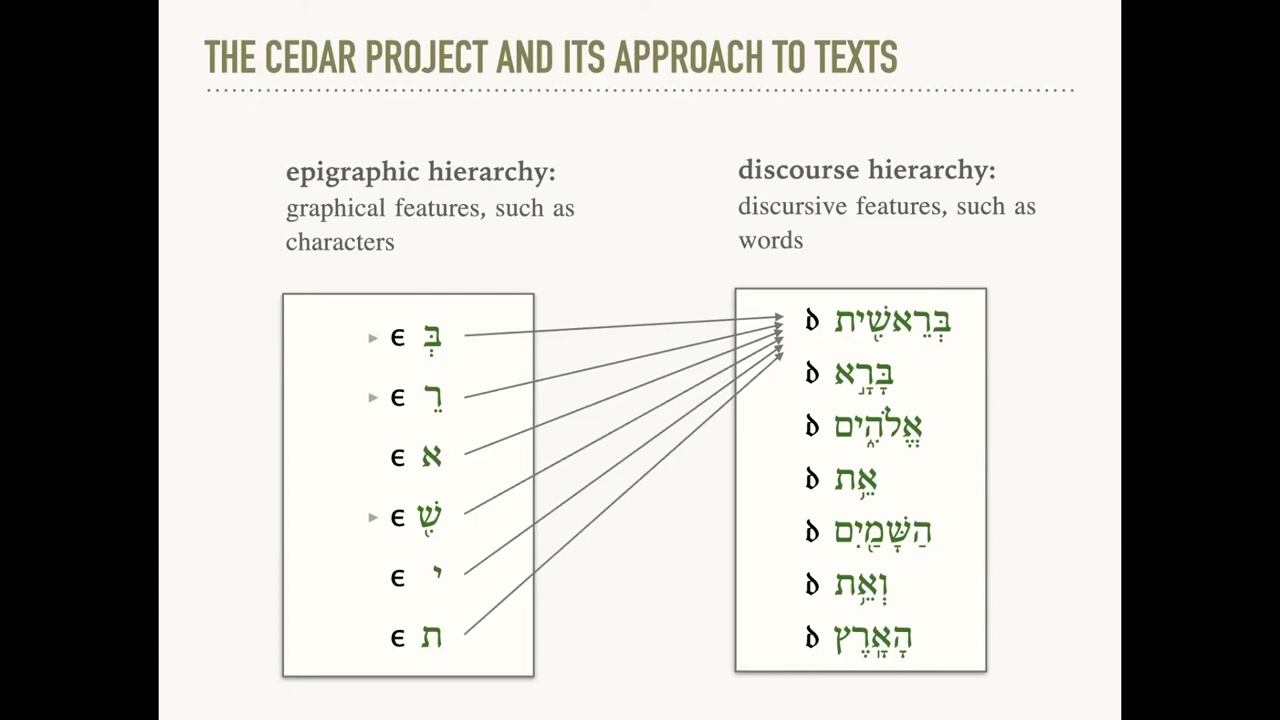 THE CEDAR PROJECT AND ITS APPROACH TO TEXTS
epigraphic hierarchy:
graphical features, such as
characters
ϵ בְּ
ϵ רֵ
ϵ א
ϵ שִׁ֖
ϵ י
ϵ ת
discourse hierarchy:
discursive features, such as
words
𝔡 בְּרֵאשִׁ֖ית
𝔡 בָּרָ֣א
𝔡 אֱלֹהִ֑ים
𝔡 אֵ֥ת
𝔡 הַשָּׁמַ֖יִם
𝔡 וְאֵ֥ת
𝔡 הָאָֽרֶץ